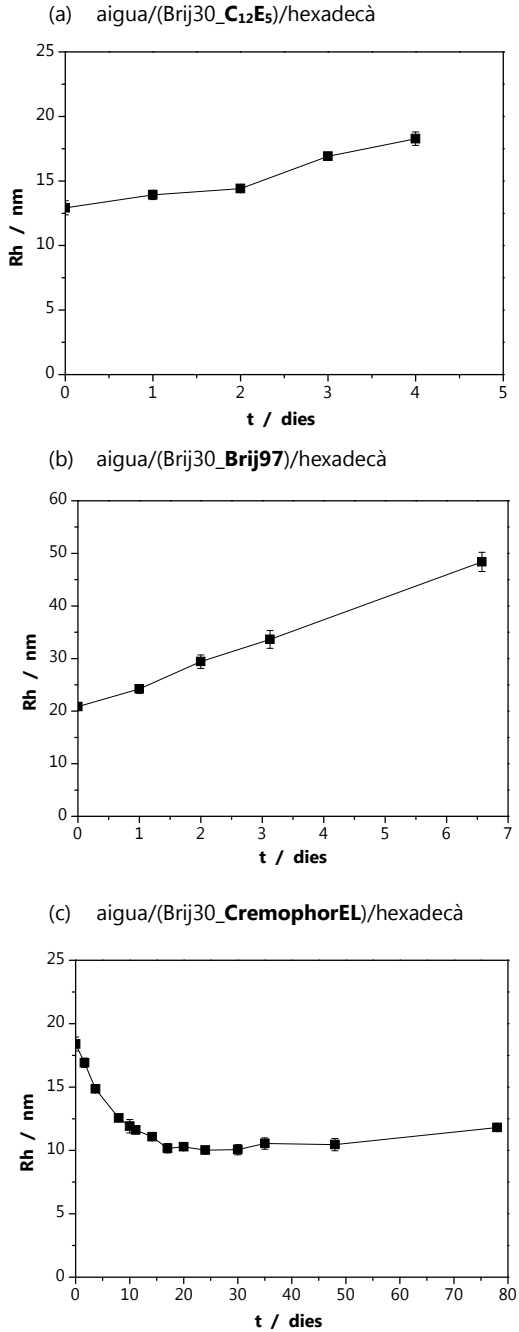 (a) aigua/(Brij30_C₁₂E₅)/hexadecà
25
20
15
10
5
0
Rh / nm
0 1 2 3 4 5
t / dies
(b) aigua/(Brij30_Brij97)/hexadecà
60
50
40
30
20
10
0
Rh / nm
0 1 2 3 4 5 6 7
t / dies
(c) aigua/(Brij30_CremophorEL)/hexadecà
25
20
15
10
5
0
Rh / nm
0 10 20 30 40 50 60 70 80
t / dies